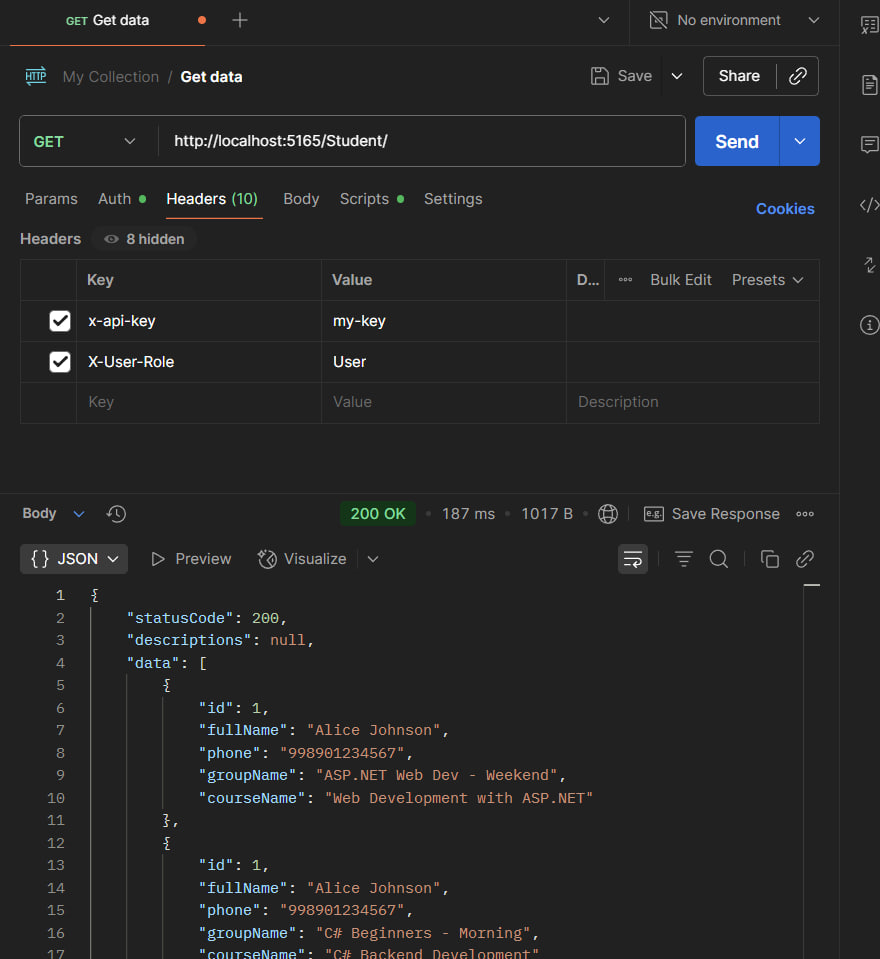 GET Get data
No environment
HTTP My Collection / Get data
Save
Share
GET http://localhost:5165/Student/
Send
Params Auth Headers (10) Body Scripts Settings
Cookies
Headers 8 hidden
Key Value D... Bulk Edit Presets
x-api-key my-key
X-User-Role User
Key Value Description
Body 200 OK 187 ms 1017 B e.g. Save Response
{} JSON Preview Visualize
1 {
2 "statusCode": 200,
3 "descriptions": null,
4 "data": [
5 {
6 "id": 1,
7 "fullName": "Alice Johnson",
8 "phone": "998901234567",
9 "groupName": "ASP.NET Web Dev - Weekend",
10 "courseName": "Web Development with ASP.NET"
11 },
12 {
13 "id": 1,
14 "fullName": "Alice Johnson",
15 "phone": "998901234567",
16 "groupName": "C# Beginners - Morning",
17 "courseName": "C# Backend Development"